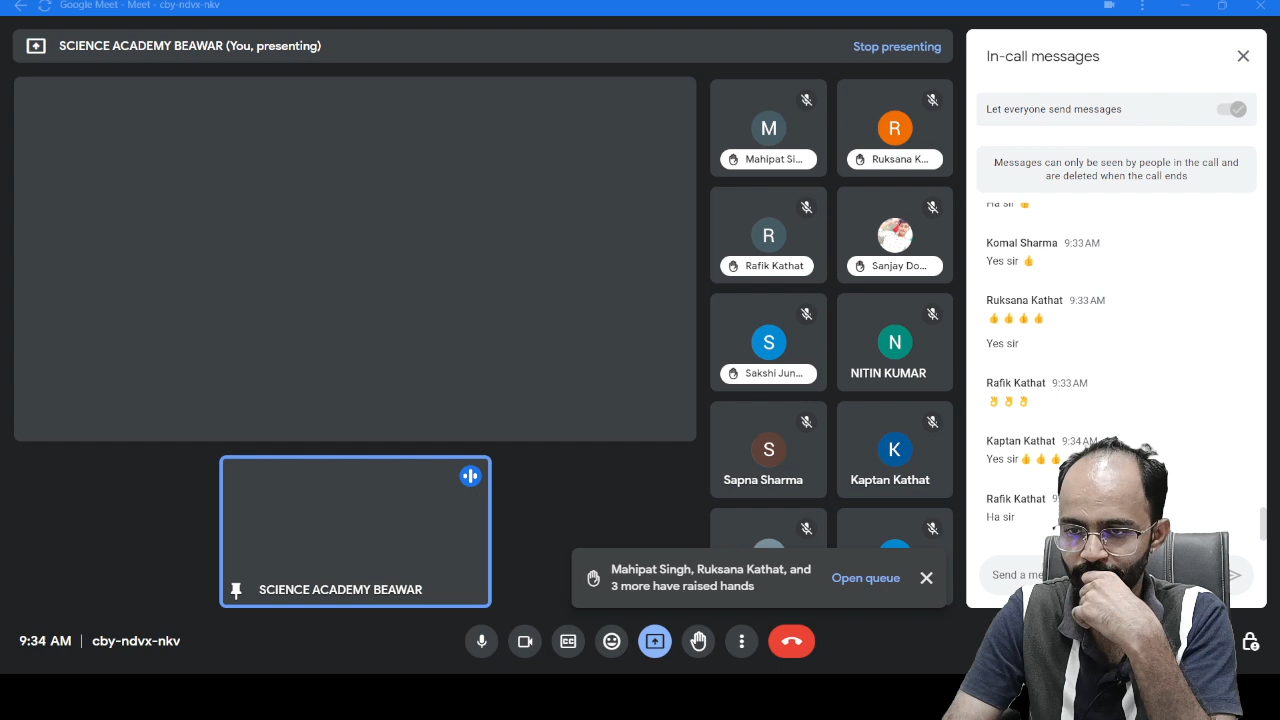 Google Meet - Meet - cby-ndvx-nkv
SCIENCE ACADEMY BEAWAR (You, presenting)
Stop presenting
M
Mahipat Si...
R
Ruksana K...
R
Rafik Kathat
Sanjay Do...
S
Sakshi Jun...
N
NITIN KUMAR
S
Sapna Sharma
K
Kaptan Kathat
SCIENCE ACADEMY BEAWAR
Mahipat Singh, Ruksana Kathat, and
3 more have raised hands
Open queue
9:34 AM | cby-ndvx-nkv
In-call messages
Let everyone send messages
Messages can only be seen by people in the call and
are deleted when the call ends
Ha sir 👍
Komal Sharma 9:33 AM
Yes sir 👍
Ruksana Kathat 9:33 AM
👍👍👍👍
Yes sir
Rafik Kathat 9:33 AM
👌👌👌
Kaptan Kathat 9:34 AM
Yes sir👍👍👍
Rafik Kathat
Ha sir
Send a